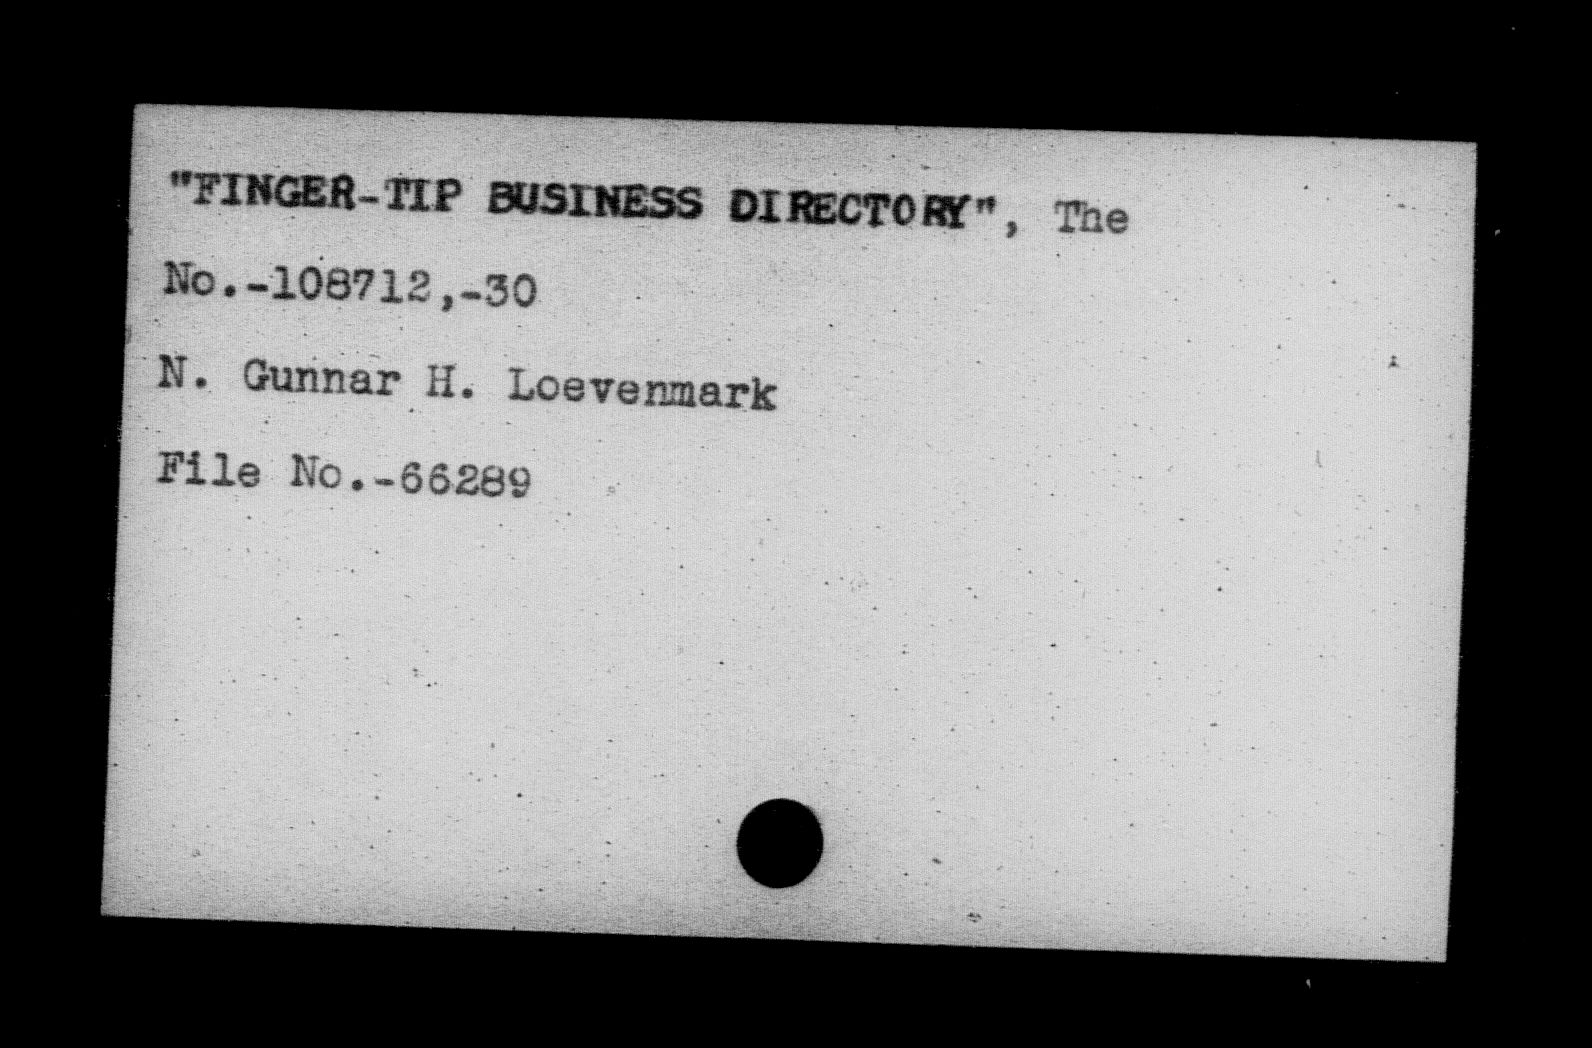 "FINGER-TIP BUSINESS DIRECTORY", The
No.-108712,-30
N. Gunnar H. Loevenmark
File No.-66289